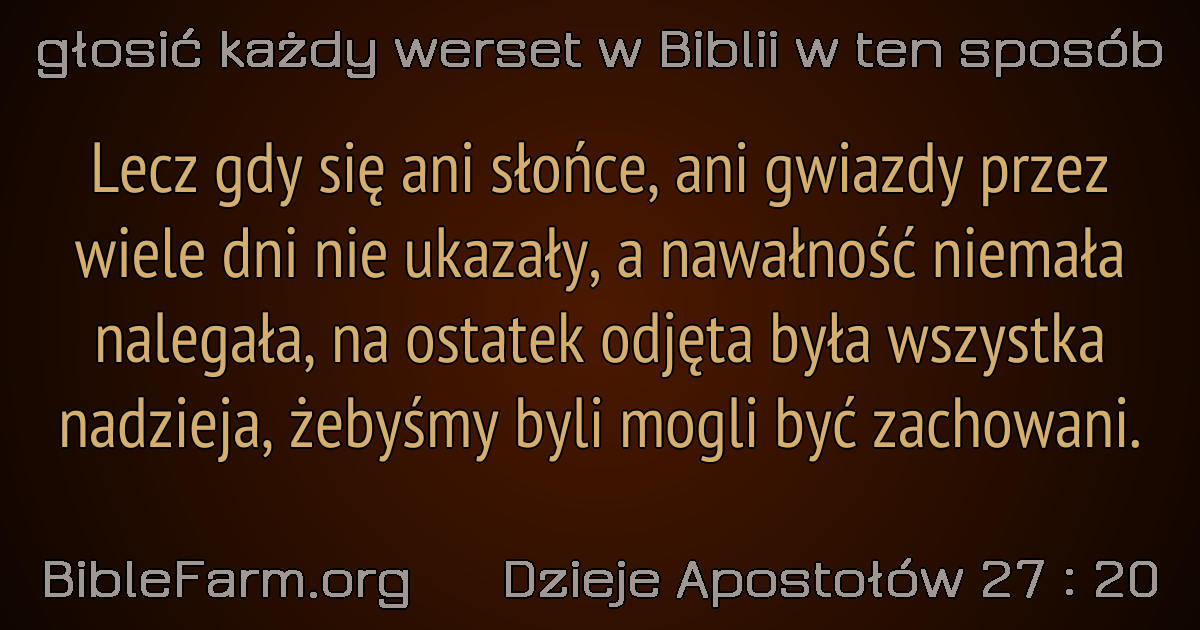 głosić każdy werset w Biblii w ten sposób
Lecz gdy się ani słońce, ani gwiazdy przez
wiele dni nie ukazały, a nawałność niemała
nalegała, na ostatek odjęta była wszystka
nadzieja, żebyśmy byli mogli być zachowani.
BibleFarm.org Dzieje Apostołów 27 : 20